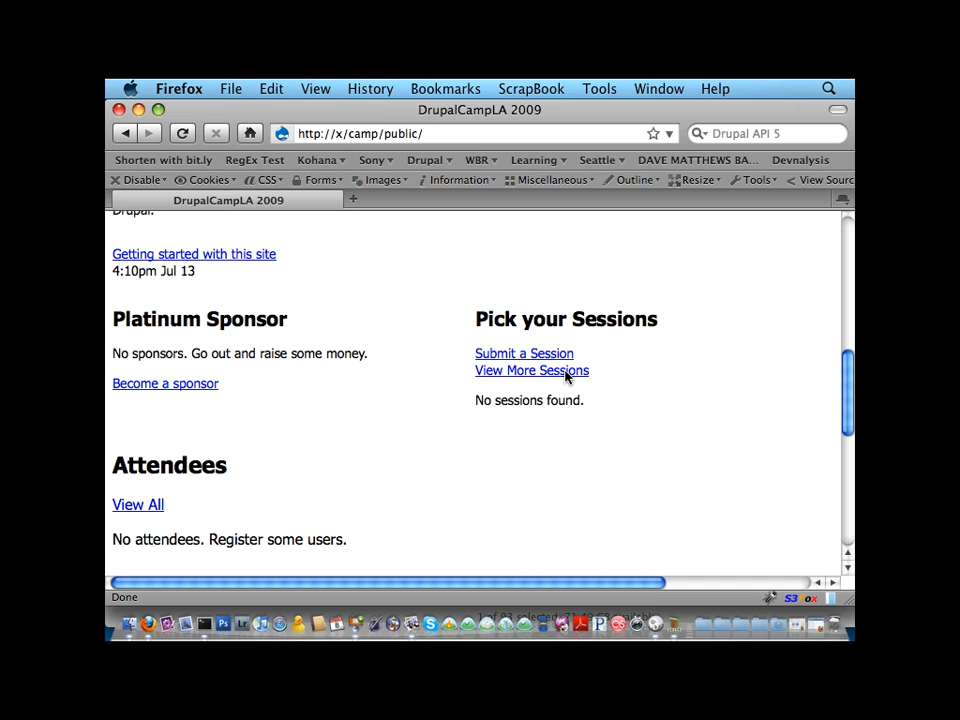 Firefox File Edit View History Bookmarks ScrapBook Tools Window Help
DrupalCampLA 2009
http://x/camp/public/ Drupal API 5
Shorten with bit.ly RegEx Test Kohana Sony Drupal WBR Learning Seattle DAVE MATTHEWS BA... Devnalysis
Disable Cookies CSS Forms Images Information Miscellaneous Outline Resize Tools View Sourc
DrupalCampLA 2009
Drupal.
Getting started with this site
4:10pm Jul 13
Platinum Sponsor
No sponsors. Go out and raise some money.
Become a sponsor
Pick your Sessions
Submit a Session
View More Sessions
No sessions found.
Attendees
View All
No attendees. Register some users.
Done S3Fox
Ps Lr